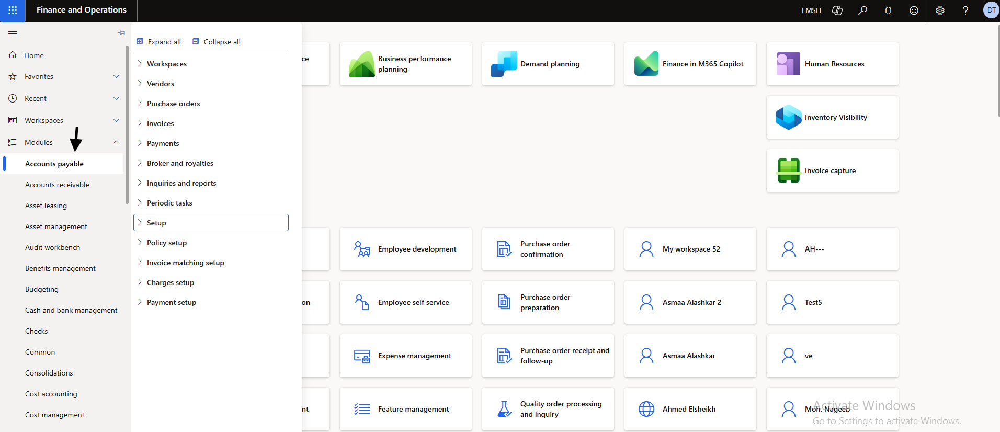 Finance and Operations
EMSH
DT
Home
Favorites
Recent
Workspaces
Modules
Accounts payable
Accounts receivable
Asset leasing
Asset management
Audit workbench
Benefits management
Budgeting
Cash and bank management
Checks
Common
Consolidations
Cost accounting
Cost management
Expand all
Collapse all
Workspaces
Vendors
Purchase orders
Invoices
Payments
Broker and royalties
Inquiries and reports
Periodic tasks
Setup
Policy setup
Invoice matching setup
Charges setup
Payment setup
ce
Business performance
planning
Demand planning
Finance in M365 Copilot
Human Resources
Inventory Visibility
Invoice capture
Employee development
Purchase order
confirmation
My workspace 52
AH---
on
Employee self service
Purchase order
preparation
Asmaa Alashkar 2
Test5
Expense management
Purchase order receipt and
follow-up
Asmaa Alashkar
ve
nt
Feature management
Quality order processing
and inquiry
Ahmed Elsheikh
Moh. Nageeb
Activate Windows
Go to Settings to activate Windows.